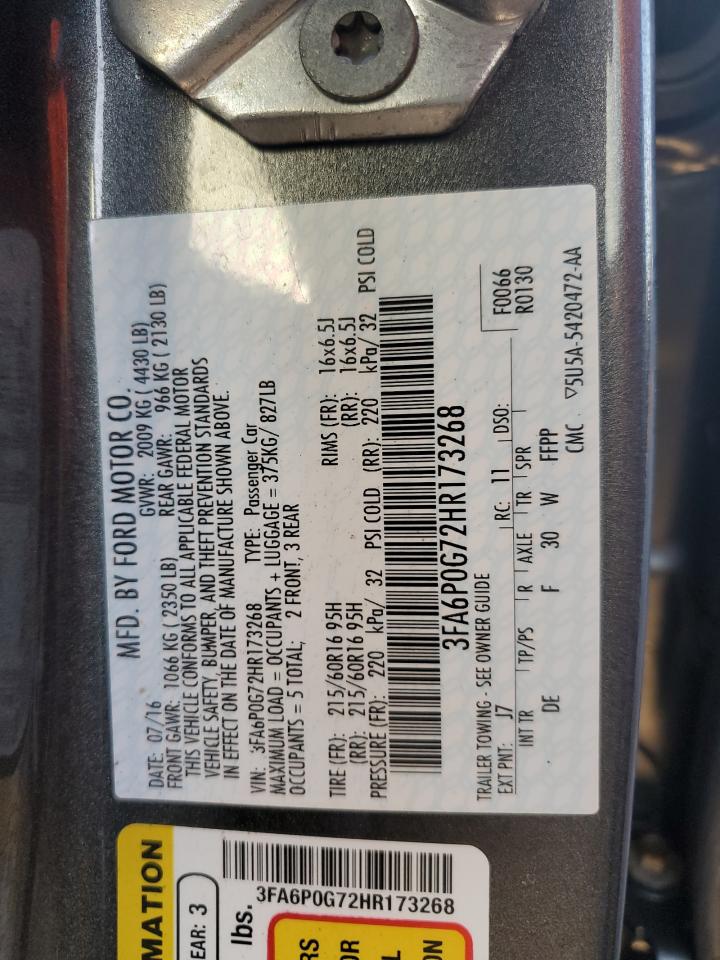 MFD. BY FORD MOTOR CO.
DATE: 07/16 GVWR: 2009 KG ( 4430 LB)
FRONT GAWR: 1066 KG ( 2350 LB) REAR GAWR: 966 KG ( 2130 LB)
THIS VEHICLE CONFORMS TO ALL APPLICABLE FEDERAL MOTOR
VEHICLE SAFETY, BUMPER, AND THEFT PREVENTION STANDARDS
IN EFFECT ON THE DATE OF MANUFACTURE SHOWN ABOVE.
VIN: 3FA6P0G72HR173268 TYPE: Passenger Car
MAXIMUM LOAD = OCCUPANTS + LUGGAGE = 375KG/ 827LB
OCCUPANTS = 5 TOTAL; 2 FRONT, 3 REAR
TIRE (FR): 215/60R16 95H RIMS (FR): 16x6.5J
(RR): 215/60R16 95H (RR): 16x6.5J
PRESSURE (FR): 220 kPa/ 32 PSI COLD (RR): 220 kPa/ 32 PSI COLD
3FA6P0G72HR173268
TRAILER TOWING - SEE OWNER GUIDE F0066
EXT PNT: J7 RC: 11 DSO: R0130
INT TR TP/PS R AXLE TR SPR
DE F 30 W FFPP
CMC ▽5U5A-5420472-AA
MATION
EAR: 3
lbs.
3FA6P0G72HR173268
RS
OR
L
ON